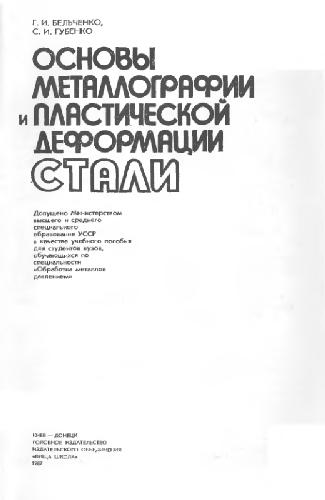 Г. И. БЕЛЬЧЕНКО,
С. И. ГУБЕНКО
ОСНОВЫ
МЕТАЛЛОГРАФИИ
И ПЛАСТИЧЕСКОЙ
ДЕФОРМАЦИИ
СТАЛИ
Допущено Министерством
высшего и среднего
специального
образования УССР
в качестве учебного пособия
для студентов вузов,
обучающихся по
специальности
«Обработка металлов
давлением»
КИЕВ — ДОНЕЦК
ГОЛОВНОЕ ИЗДАТЕЛЬСТВО
ИЗДАТЕЛЬСКОГО ОБЪЕДИНЕНИЯ
«ВИЩА ШКОЛА»
1987